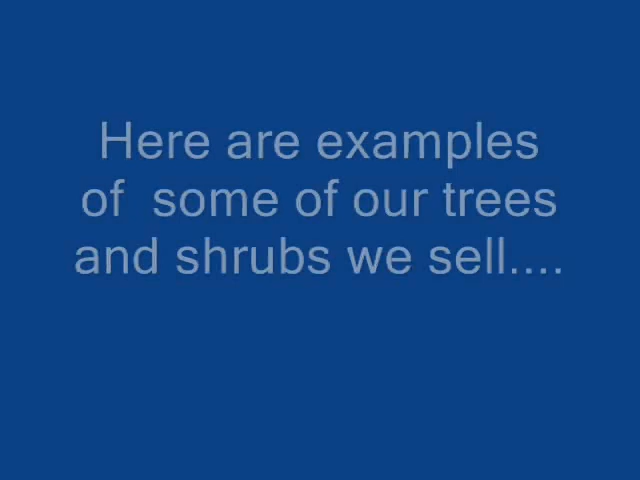 Here are examples
of  some of our trees
and shrubs we sell....